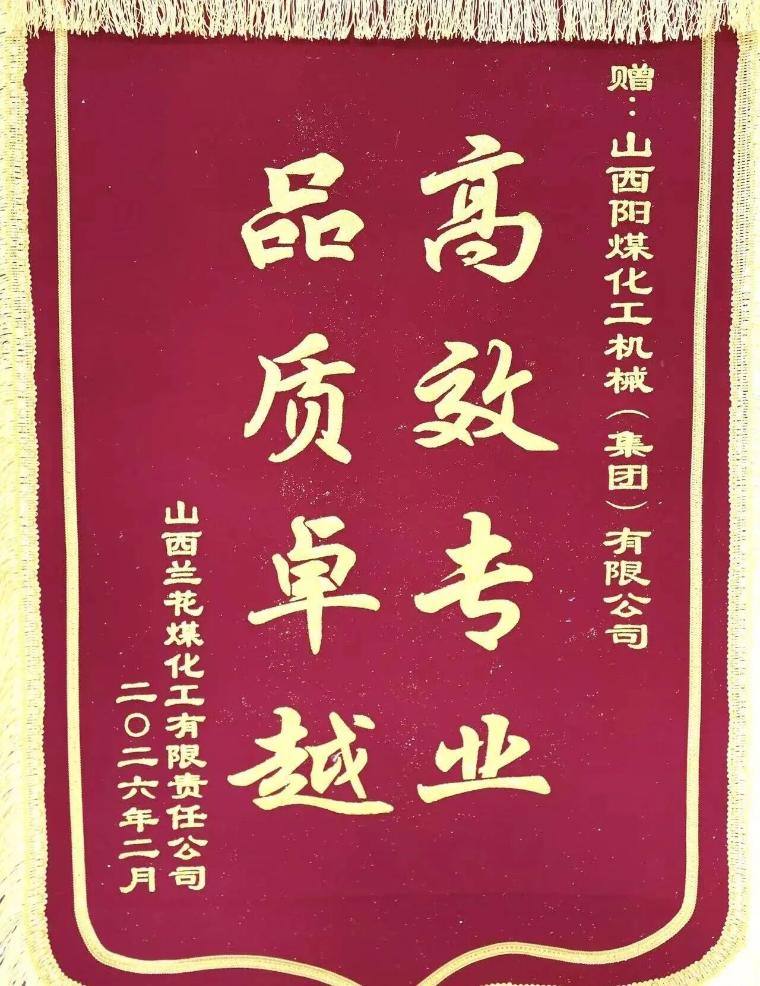 赠：山西阳煤化工机械（集团）有限公司
高效专业
品质卓越
山西兰花煤化工有限责任公司
二〇二六年二月